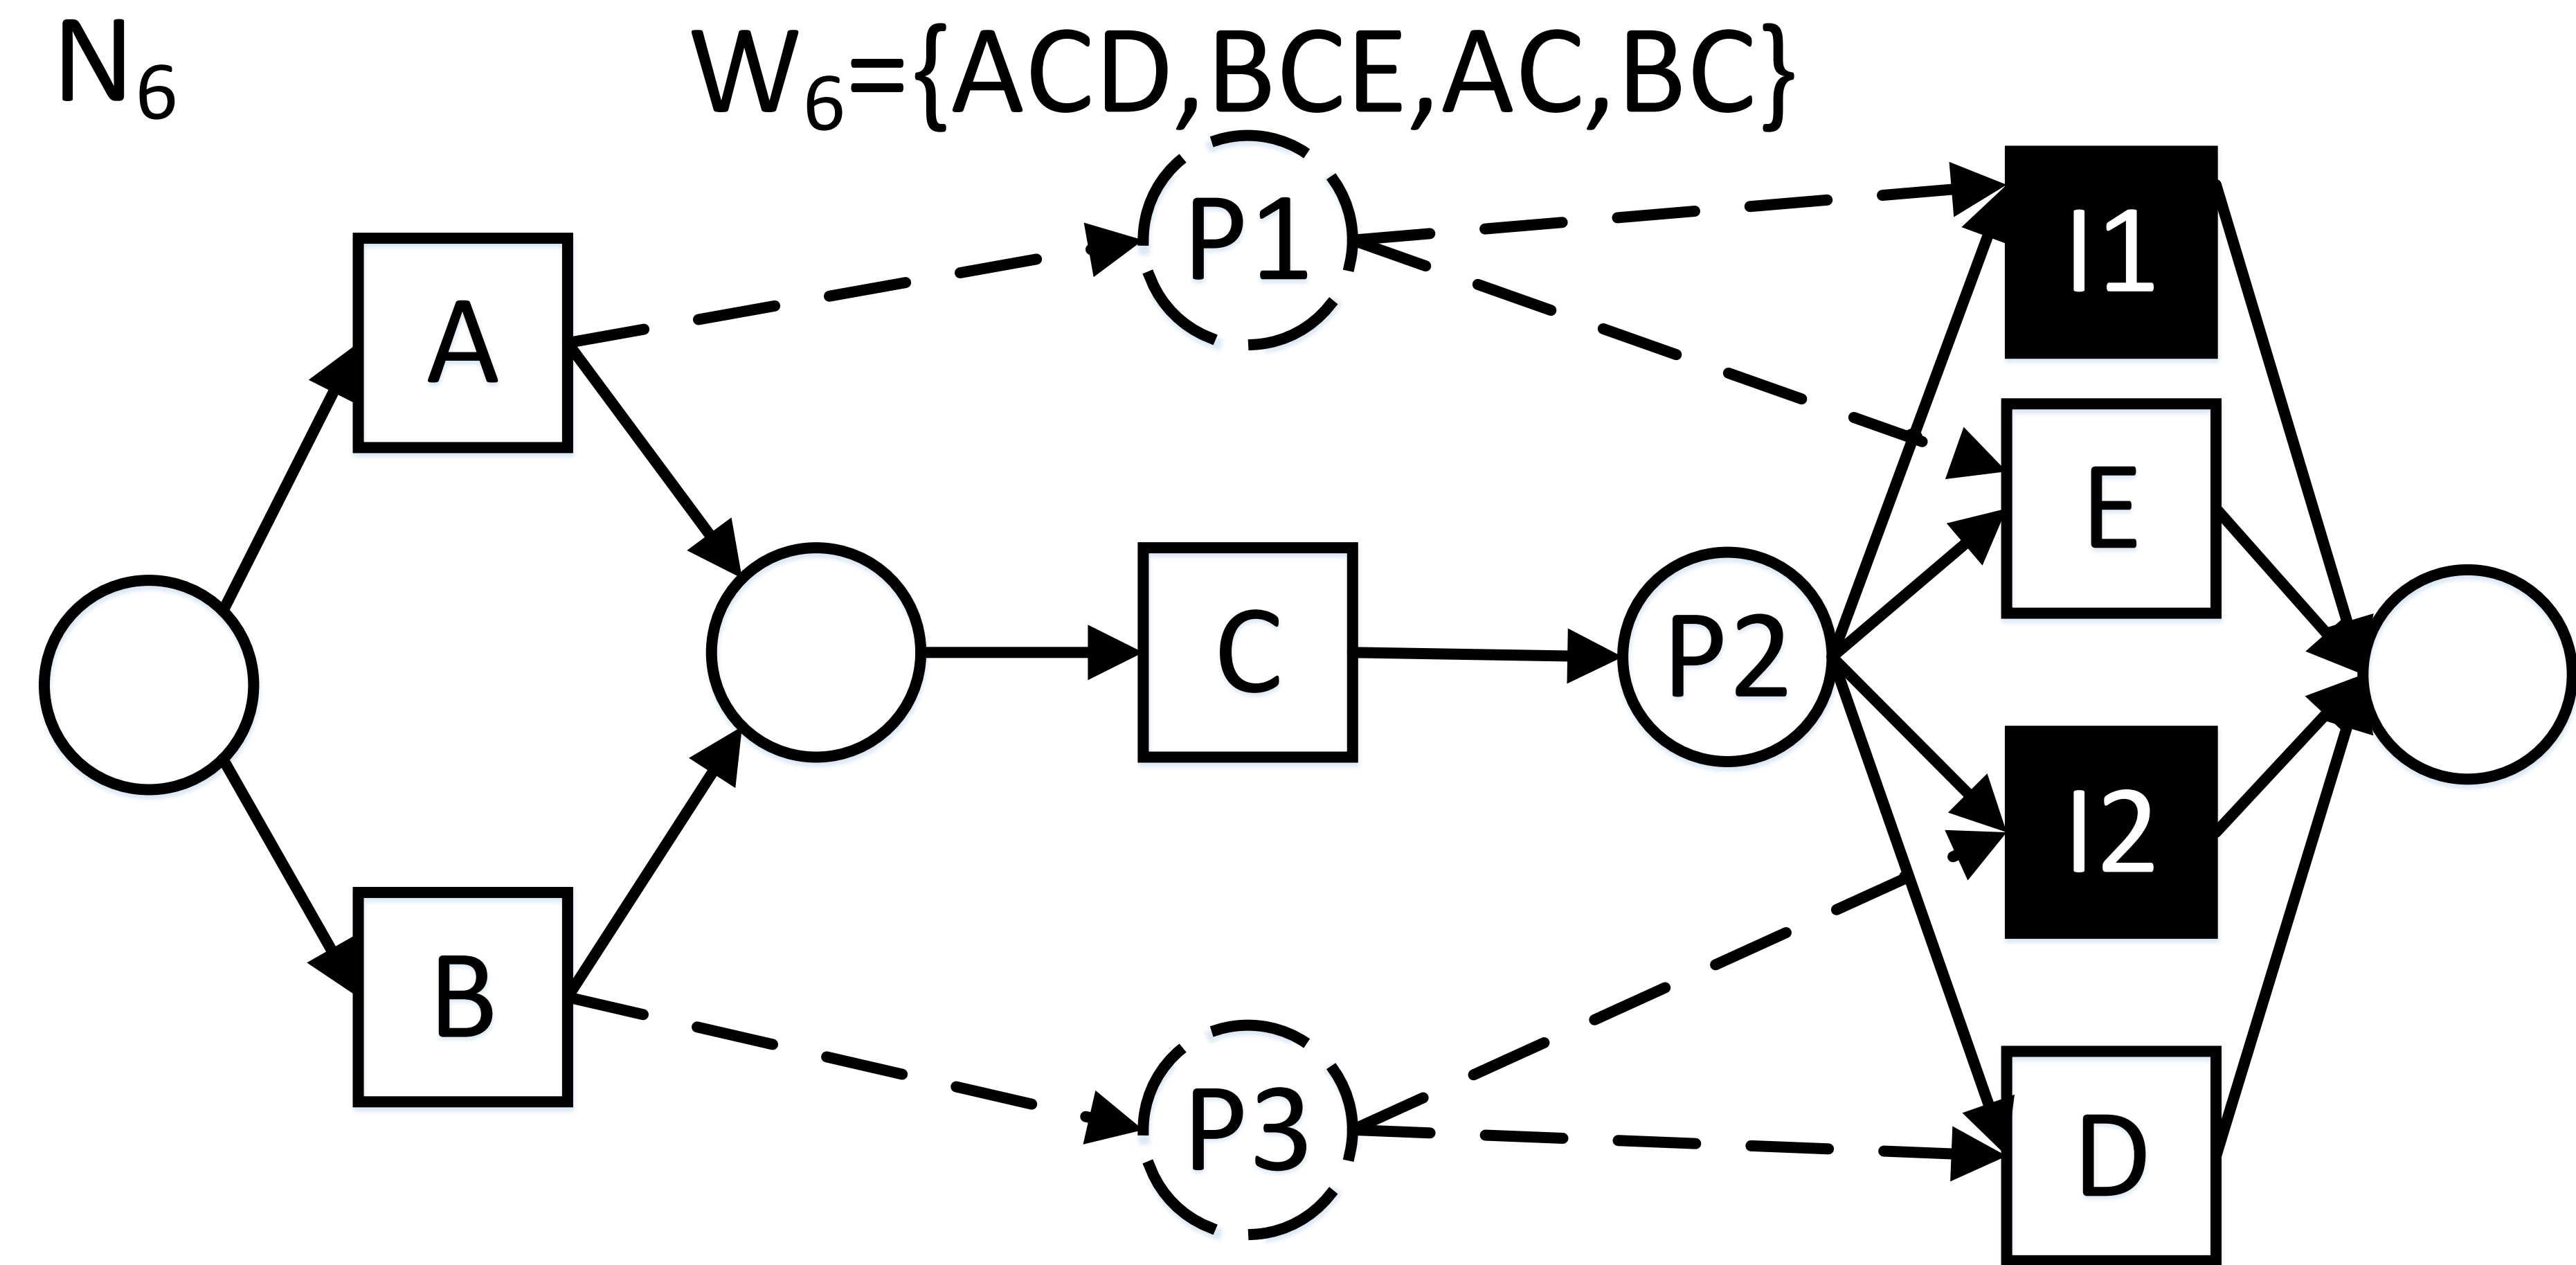 N₆
W₆={ACD,BCE,AC,BC}
P1
I1
A
E
C
P2
I2
B
P3
D